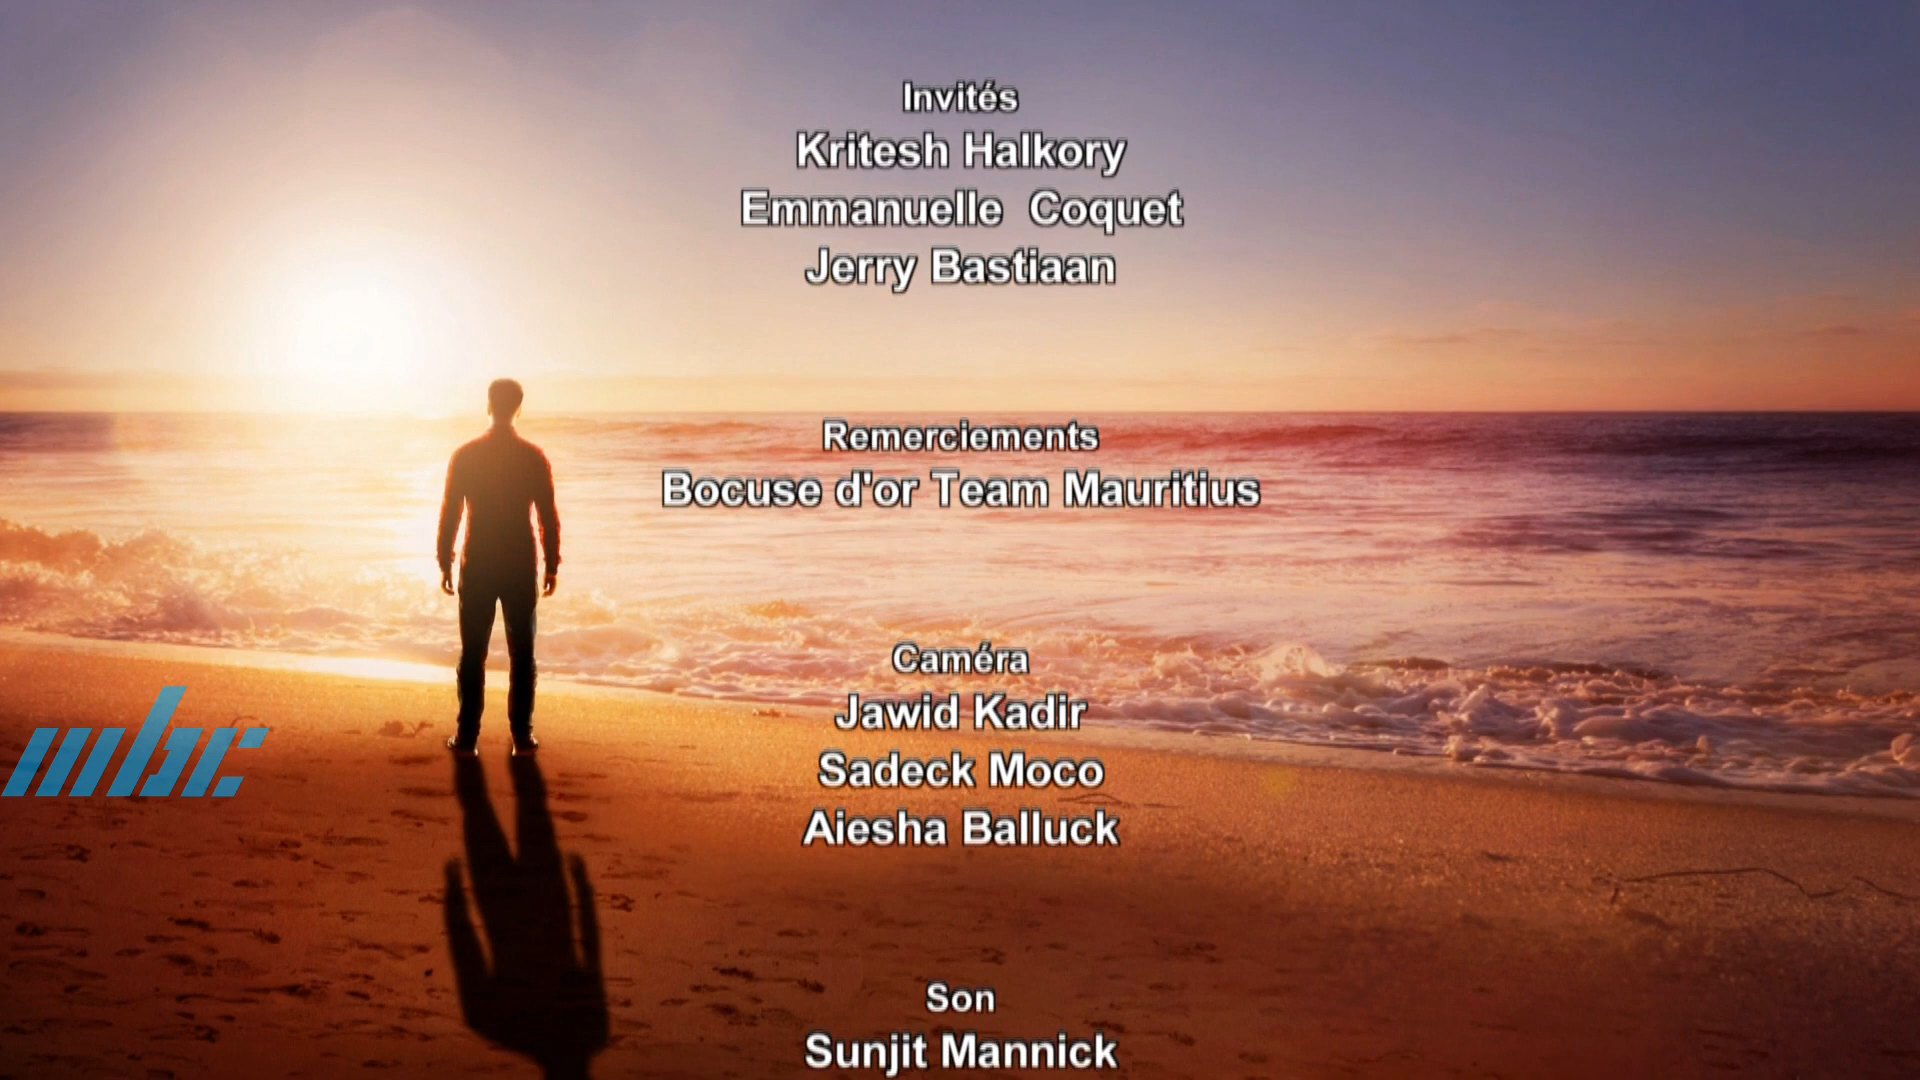 Invités
Kritesh Halkory
Emmanuelle Coquet
Jerry Bastiaan
Remerciements
Bocuse d'or Team Mauritius
Caméra
Jawid Kadir
Sadeck Moco
Aiesha Balluck
mbc
Son
Sunjit Mannick